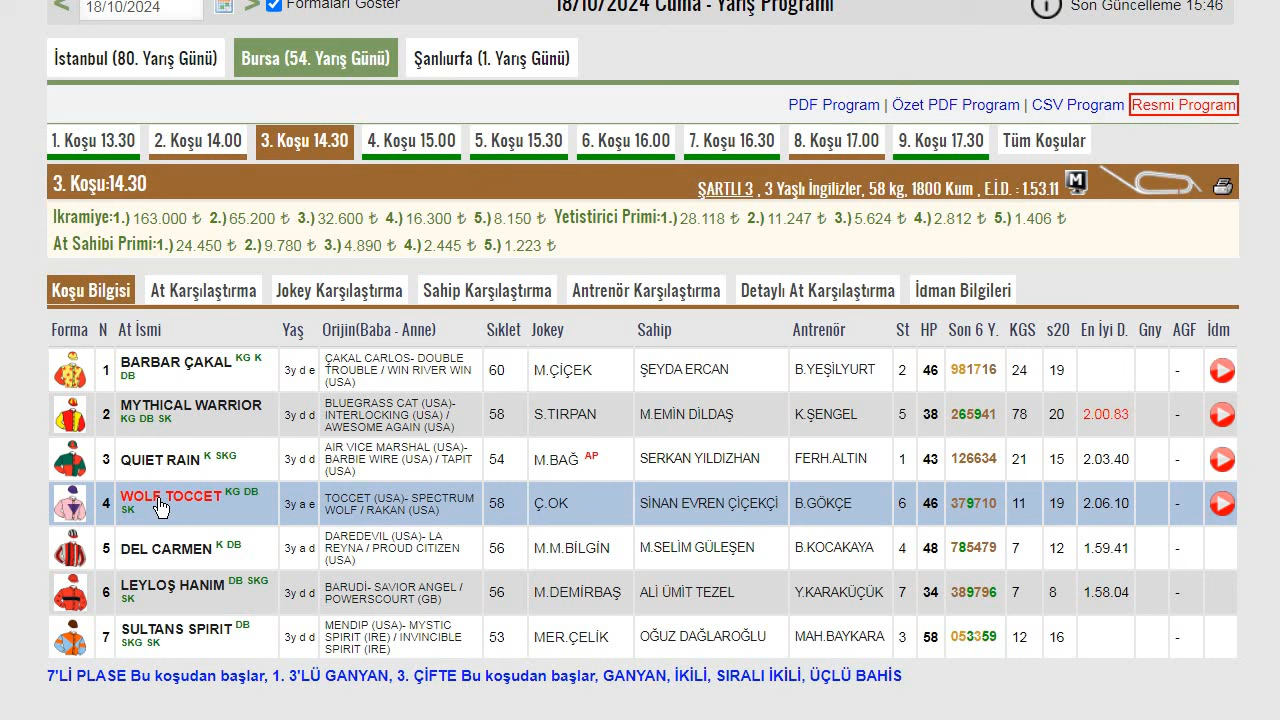 < 18/10/2024 > Formaları Göster 18/10/2024 Cuma - Yarış Programı i Son Güncelleme 15:46
İstanbul (80. Yarış Günü) Bursa (54. Yarış Günü) Şanlıurfa (1. Yarış Günü)
PDF Program | Özet PDF Program | CSV Program Resmi Program
1. Koşu 13.30 2. Koşu 14.00 3. Koşu 14.30 4. Koşu 15.00 5. Koşu 15.30 6. Koşu 16.00 7. Koşu 16.30 8. Koşu 17.00 9. Koşu 17.30 Tüm Koşular
3. Koşu:14.30 ŞARTLI 3 , 3 Yaşlı İngilizler, 58 kg, 1800 Kum , E.İ.D. : 1.53.11 M
Ikramiye:1.) 163.000 ₺ 2.) 65.200 ₺ 3.) 32.600 ₺ 4.) 16.300 ₺ 5.) 8.150 ₺ Yetistirici Primi:1.) 28.118 ₺ 2.) 11.247 ₺ 3.) 5.624 ₺ 4.) 2.812 ₺ 5.) 1.406 ₺
At Sahibi Primi:1.) 24.450 ₺ 2.) 9.780 ₺ 3.) 4.890 ₺ 4.) 2.445 ₺ 5.) 1.223 ₺
Koşu Bilgisi At Karşılaştırma Jokey Karşılaştırma Sahip Karşılaştırma Antrenör Karşılaştırma Detaylı At Karşılaştırma İdman Bilgileri
Forma N At İsmi Yaş Orijin(Baba - Anne) Sıklet Jokey Sahip Antrenör St HP Son 6 Y. KGS s20 En İyi D. Gny AGF İdm
1 BARBAR ÇAKAL KG K DB 3y d e ÇAKAL CARLOS- DOUBLE TROUBLE / WIN RIVER WIN (USA) 60 M.ÇİÇEK ŞEYDA ERCAN B.YEŞİLYURT 2 46 981716 24 19 -
2 MYTHICAL WARRIOR KG DB SK 3y d d BLUEGRASS CAT (USA)- INTERLOCKING (USA) / AWESOME AGAIN (USA) 58 S.TIRPAN M.EMİN DİLDAŞ K.ŞENGEL 5 38 265941 78 20 2.00.83 -
3 QUIET RAIN K SKG 3y d d AIR VICE MARSHAL (USA)- BARBIE WIRE (USA) / TAPIT (USA) 54 M.BAĞ AP SERKAN YILDIZHAN FERH.ALTIN 1 43 126634 21 15 2.03.40 -
4 WOLF TOCCET KG DB SK 3y a e TOCCET (USA)- SPECTRUM WOLF / RAKAN (USA) 58 Ç.OK SİNAN EVREN ÇİÇEKÇİ B.GÖKÇE 6 46 379710 11 19 2.06.10 -
5 DEL CARMEN K DB 3y a d DAREDEVIL (USA)- LA REYNA / PROUD CITIZEN (USA) 56 M.M.BİLGİN M.SELİM GÜLEŞEN B.KOCAKAYA 4 48 785479 7 12 1.59.41 -
6 LEYLOŞ HANIM DB SKG SK 3y d d BARUDİ- SAVIOR ANGEL / POWERSCOURT (GB) 56 M.DEMİRBAŞ ALİ ÜMİT TEZEL Y.KARAKÜÇÜK 7 34 389796 7 8 1.58.04 -
7 SULTANS SPIRIT DB SKG SK 3y d d MENDIP (USA)- MYSTIC SPIRIT (IRE) / INVINCIBLE SPIRIT (IRE) 53 MER.ÇELİK OĞUZ DAĞLAROĞLU MAH.BAYKARA 3 58 053359 12 16 -
7'Lİ PLASE Bu koşudan başlar, 1. 3'LÜ GANYAN, 3. ÇİFTE Bu koşudan başlar, GANYAN, İKİLİ, SIRALI İKİLİ, ÜÇLÜ BAHİS